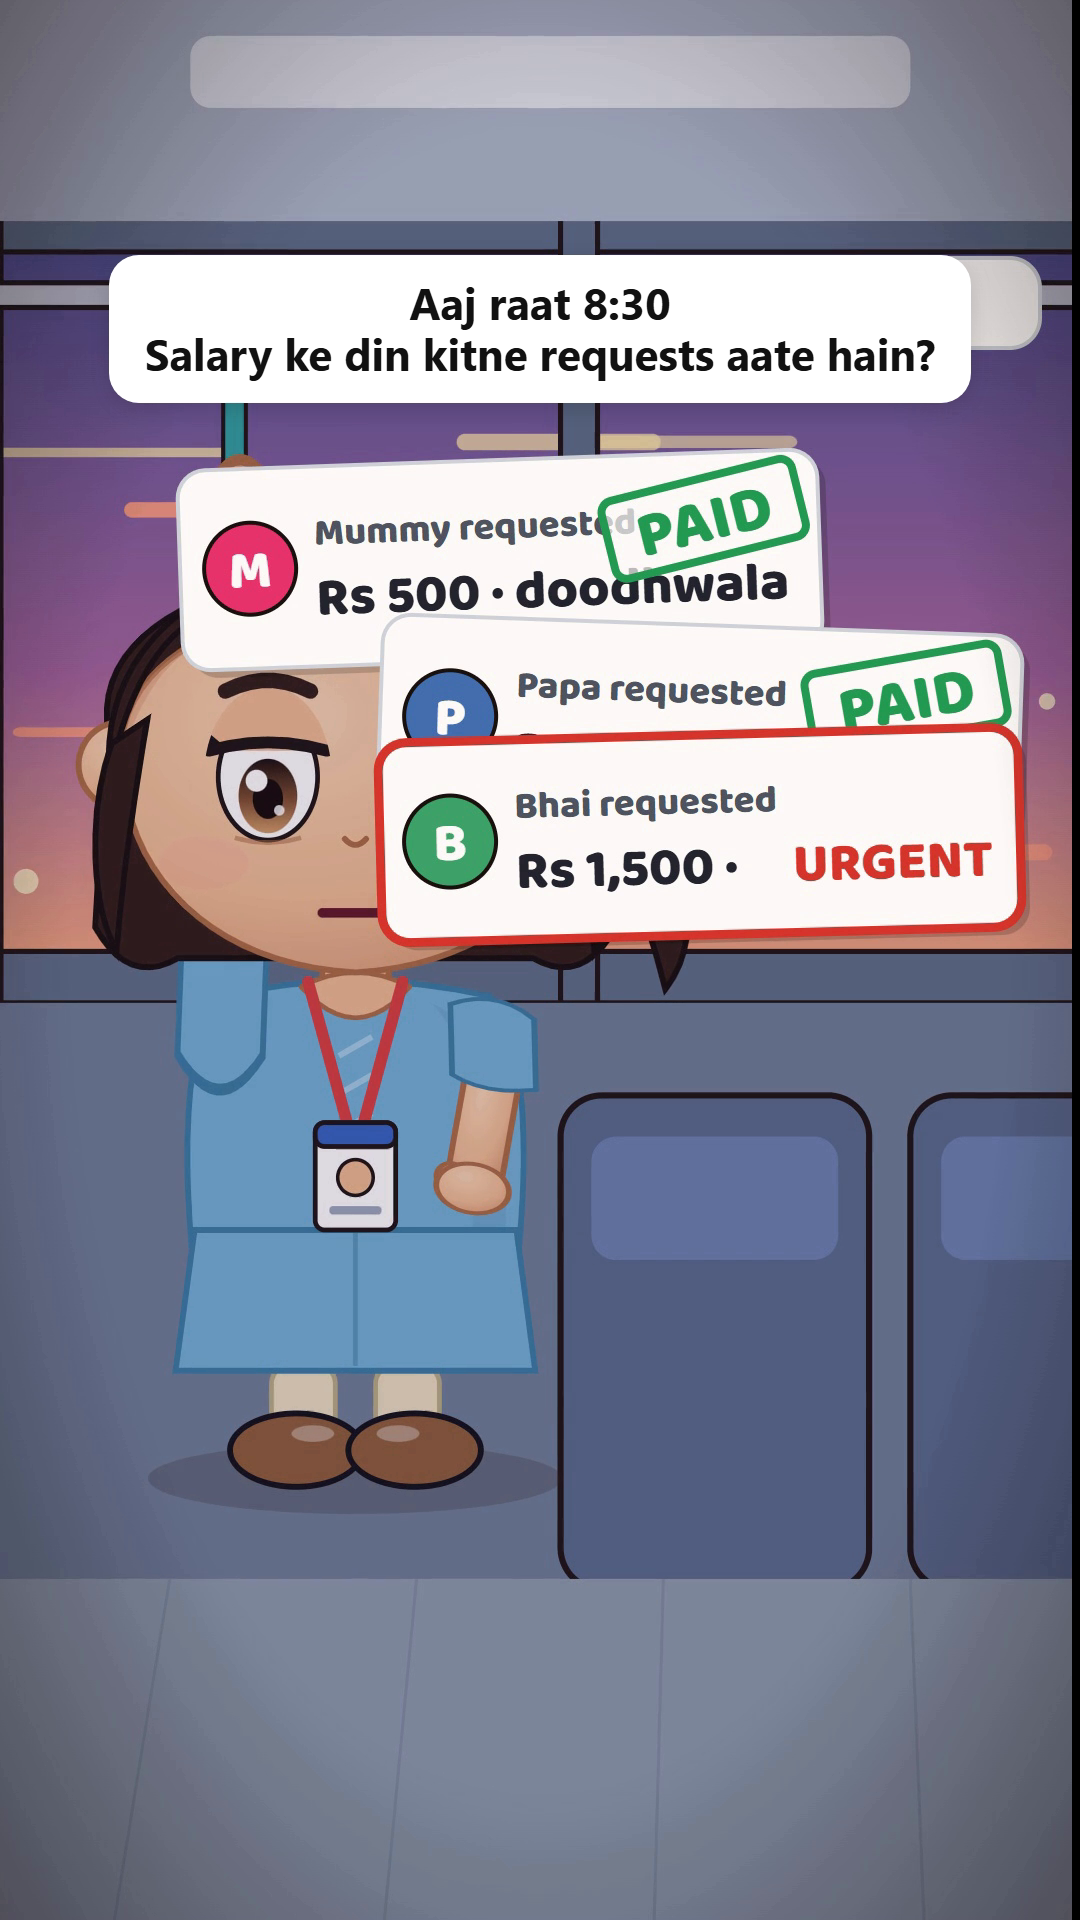 Aaj raat 8:30
Salary ke din kitne requests aate hain?
M
Mummy requested
PAID
Rs 500 · doodhwala
P
Papa requested
PAID
B
Bhai requested
Rs 1,500 ·
URGENT